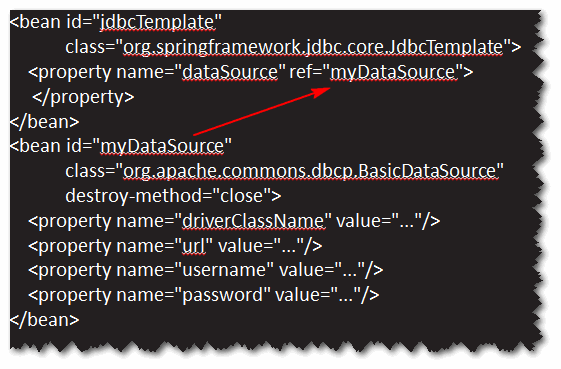 <bean id="jdbcTemplate"
class="org.springframework.jdbc.core.JdbcTemplate">
<property name="dataSource" ref="myDataSource">
</property>
</bean>
<bean id="myDataSource"
class="org.apache.commons.dbcp.BasicDataSource"
destroy-method="close">
<property name="driverClassName" value="..."/>
<property name="url" value="..."/>
<property name="username" value="..."/>
<property name="password" value="..."/>
</bean>